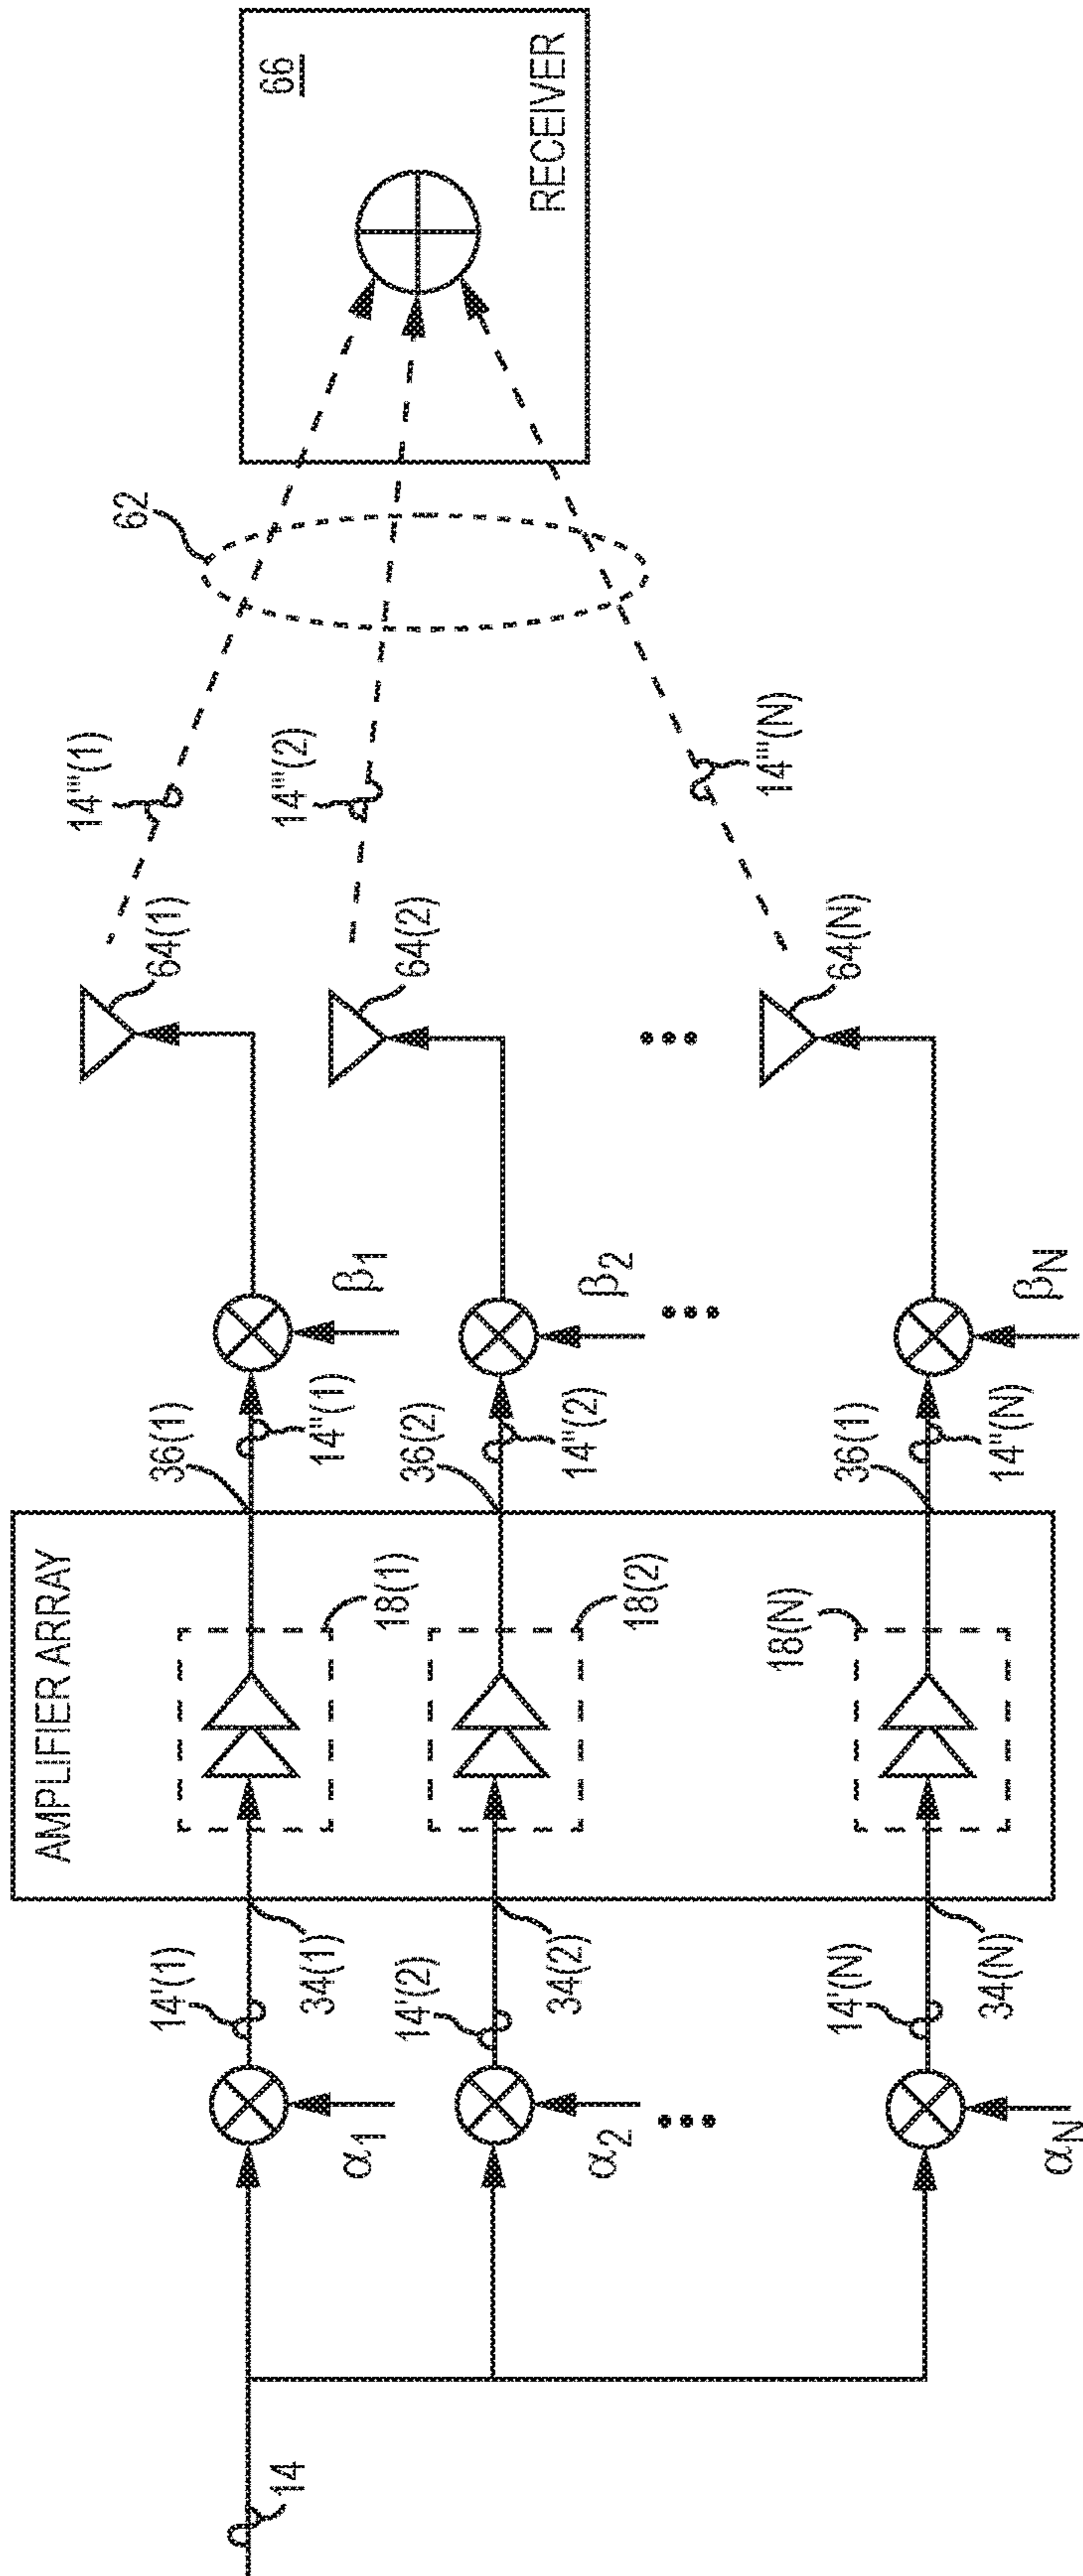 14
α1
α2
•••
αN
14'(1)
34(1)
14'(2)
34(2)
14'(N)
34(N)
AMPLIFIER ARRAY
18(1)
18(2)
18(N)
36(1)
14"(1)
36(2)
14"(2)
36(1)
14"(N)
β1
β2
•••
βN
64(1)
64(2)
•••
64(N)
14'"(1)
14'"(2)
14'"(N)
62
66
RECEIVER